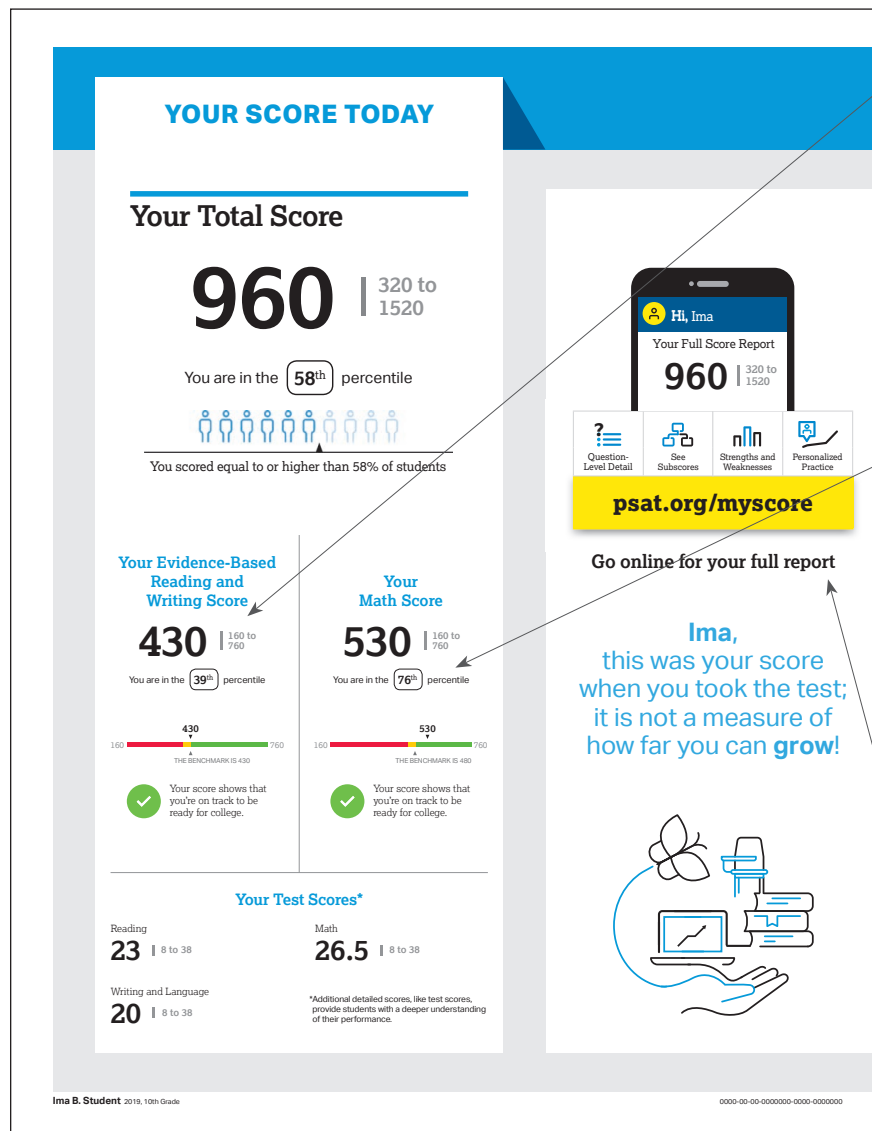 YOUR SCORE TODAY
Your Total Score
960
320 to
1520
You are in the 58th percentile
You scored equal to or higher than 58% of students
Your Evidence-Based
Reading and
Writing Score
430
160 to
760
You are in the 39th percentile
430
160
760
THE BENCHMARK IS 430
Your score shows that
you're on track to be
ready for college.
Your
Math Score
530
160 to
760
You are in the 76th percentile
530
160
760
THE BENCHMARK IS 480
Your score shows that
you're on track to be
ready for college.
Your Test Scores*
Reading
23 8 to 38
Math
26.5 8 to 38
Writing and Language
20 8 to 38
*Additional detailed scores, like test scores,
provide students with a deeper understanding
of their performance.
Hi, Ima
Your Full Score Report
960
320 to
1520
Question-
Level Detail
See
Subscores
Strengths and
Weaknesses
Personalized
Practice
psat.org/myscore
Go online for your full report
Ima,
this was your score
when you took the test;
it is not a measure of
how far you can grow!
Ima B. Student 2019, 10th Grade
0000-00-00-0000000-0000-0000000